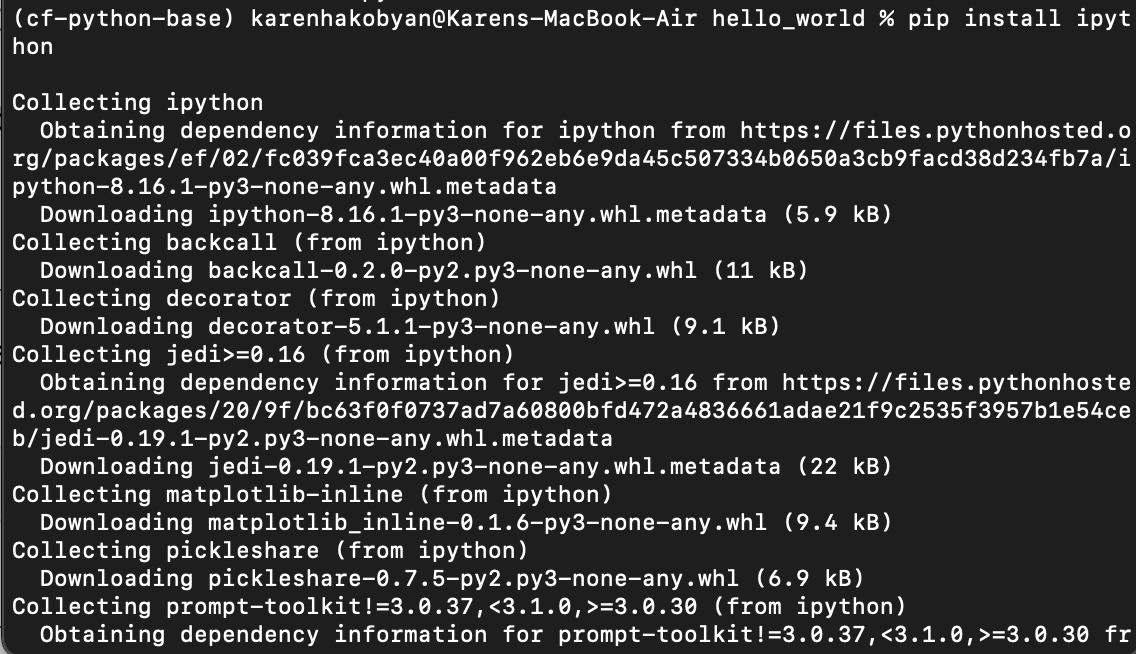 (cf-python-base) karenhakobyan@Karens-MacBook-Air hello_world % pip install ipyt
hon
Collecting ipython
  Obtaining dependency information for ipython from https://files.pythonhosted.o
rg/packages/ef/02/fc039fca3ec40a00f962eb6e9da45c507334b0650a3cb9facd38d234fb7a/i
python-8.16.1-py3-none-any.whl.metadata
  Downloading ipython-8.16.1-py3-none-any.whl.metadata (5.9 kB)
Collecting backcall (from ipython)
  Downloading backcall-0.2.0-py2.py3-none-any.whl (11 kB)
Collecting decorator (from ipython)
  Downloading decorator-5.1.1-py3-none-any.whl (9.1 kB)
Collecting jedi>=0.16 (from ipython)
  Obtaining dependency information for jedi>=0.16 from https://files.pythonhoste
d.org/packages/20/9f/bc63f0f0737ad7a60800bfd472a4836661adae21f9c2535f3957b1e54ce
b/jedi-0.19.1-py2.py3-none-any.whl.metadata
  Downloading jedi-0.19.1-py2.py3-none-any.whl.metadata (22 kB)
Collecting matplotlib-inline (from ipython)
  Downloading matplotlib_inline-0.1.6-py3-none-any.whl (9.4 kB)
Collecting pickleshare (from ipython)
  Downloading pickleshare-0.7.5-py2.py3-none-any.whl (6.9 kB)
Collecting prompt-toolkit!=3.0.37,<3.1.0,>=3.0.30 (from ipython)
  Obtaining dependency information for prompt-toolkit!=3.0.37,<3.1.0,>=3.0.30 fr